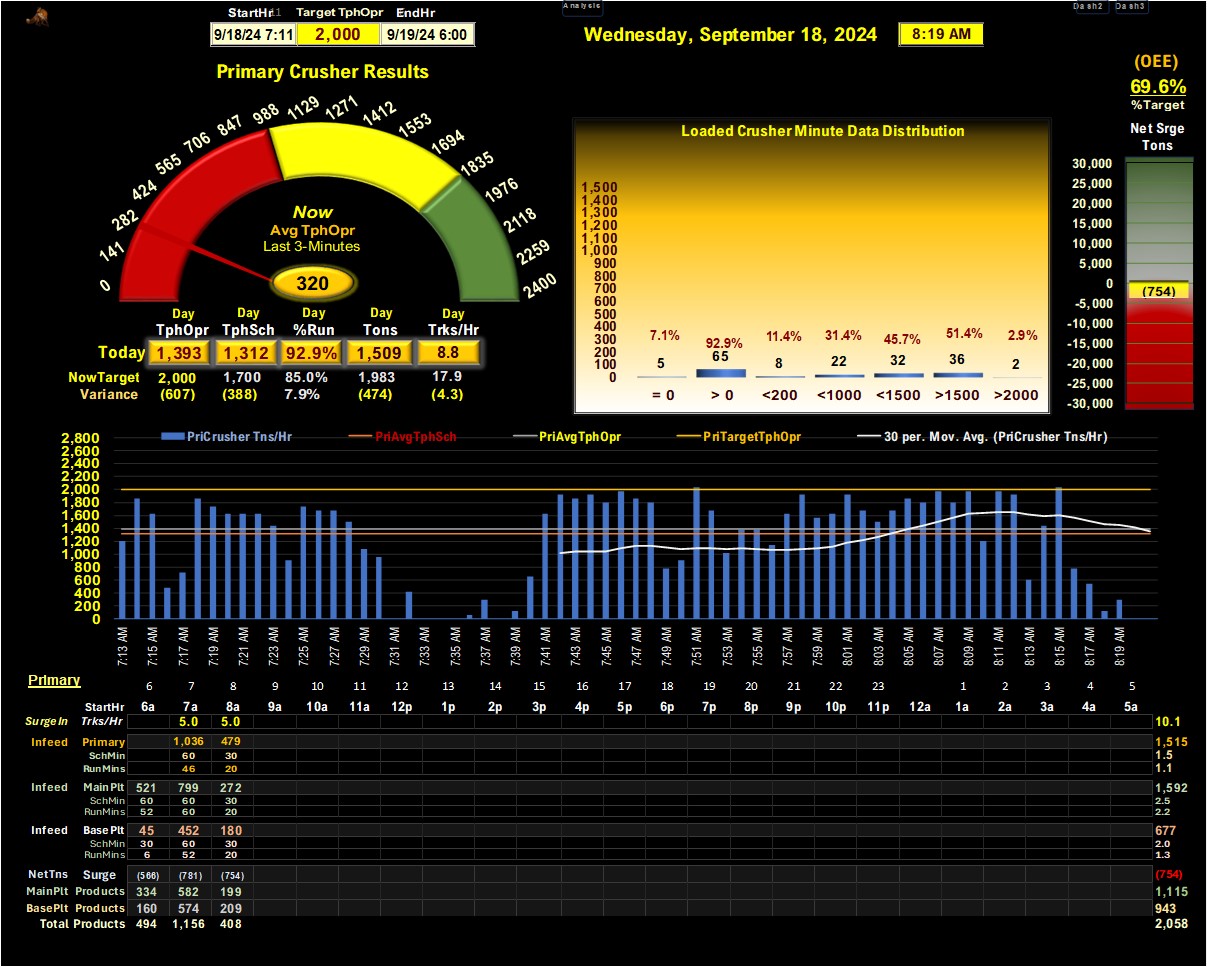 Analysis
Dash2 Dash3
StartHr 11 Target TphOpr EndHr
9/18/24 7:11 2,000 9/19/24 6:00
Wednesday, September 18, 2024 8:19 AM
Primary Crusher Results
(OEE)
69.6%
%Target
Net Srge
Tons
0 141 282 424 565 706 847 988 1129 1271 1412 1553 1694 1835 1976 2118 2259 2400
Now
Avg TphOpr
Last 3-Minutes
320
Day Day Day Day Day
TphOpr TphSch %Run Tons Trks/Hr
Today 1,393 1,312 92.9% 1,509 8.8
NowTarget 2,000 1,700 85.0% 1,983 17.9
Variance (607) (388) 7.9% (474) (4.3)
Loaded Crusher Minute Data Distribution
1,500
1,400
1,300
1,200
1,100
1,000
900
800
700
600
500
400
300
200
100
0
7.1% 92.9% 11.4% 31.4% 45.7% 51.4% 2.9%
5 65 8 22 32 36 2
= 0 > 0 <200 <1000 <1500 >1500 >2000
30,000
25,000
20,000
15,000
10,000
5,000
0
-5,000
-10,000
-15,000
-20,000
-25,000
-30,000
(754)
PriCrusher Tns/Hr PriAvgTphSch PriAvgTphOpr PriTargetTphOpr 30 per. Mov. Avg. (PriCrusher Tns/Hr)
2,800
2,600
2,400
2,200
2,000
1,800
1,600
1,400
1,200
1,000
800
600
400
200
0
7:13 AM 7:15 AM 7:17 AM 7:19 AM 7:21 AM 7:23 AM 7:25 AM 7:27 AM 7:29 AM 7:31 AM 7:33 AM 7:35 AM 7:37 AM 7:39 AM 7:41 AM 7:43 AM 7:45 AM 7:47 AM 7:49 AM 7:51 AM 7:53 AM 7:55 AM 7:57 AM 7:59 AM 8:01 AM 8:03 AM 8:05 AM 8:07 AM 8:09 AM 8:11 AM 8:13 AM 8:15 AM 8:17 AM 8:19 AM
Primary
6 7 8 9 10 11 12 13 14 15 16 17 18 19 20 21 22 23 1 2 3 4 5
StartHr 6a 7a 8a 9a 10a 11a 12p 1p 2p 3p 4p 5p 6p 7p 8p 9p 10p 11p 12a 1a 2a 3a 4a 5a
SurgeIn Trks/Hr 5.0 5.0 10.1
Infeed Primary 1,036 479 1,515
SchMin 60 30 1.5
RunMins 46 20 1.1
Infeed Main Plt 521 799 272 1,592
SchMin 60 60 30 2.5
RunMins 52 60 20 2.2
Infeed Base Plt 45 452 180 677
SchMin 30 60 30 2.0
RunMins 6 52 20 1.3
NetTns Surge (566) (781) (754) (754)
MainPlt Products 334 582 199 1,115
BasePlt Products 160 574 209 943
Total Products 494 1,156 408 2,058